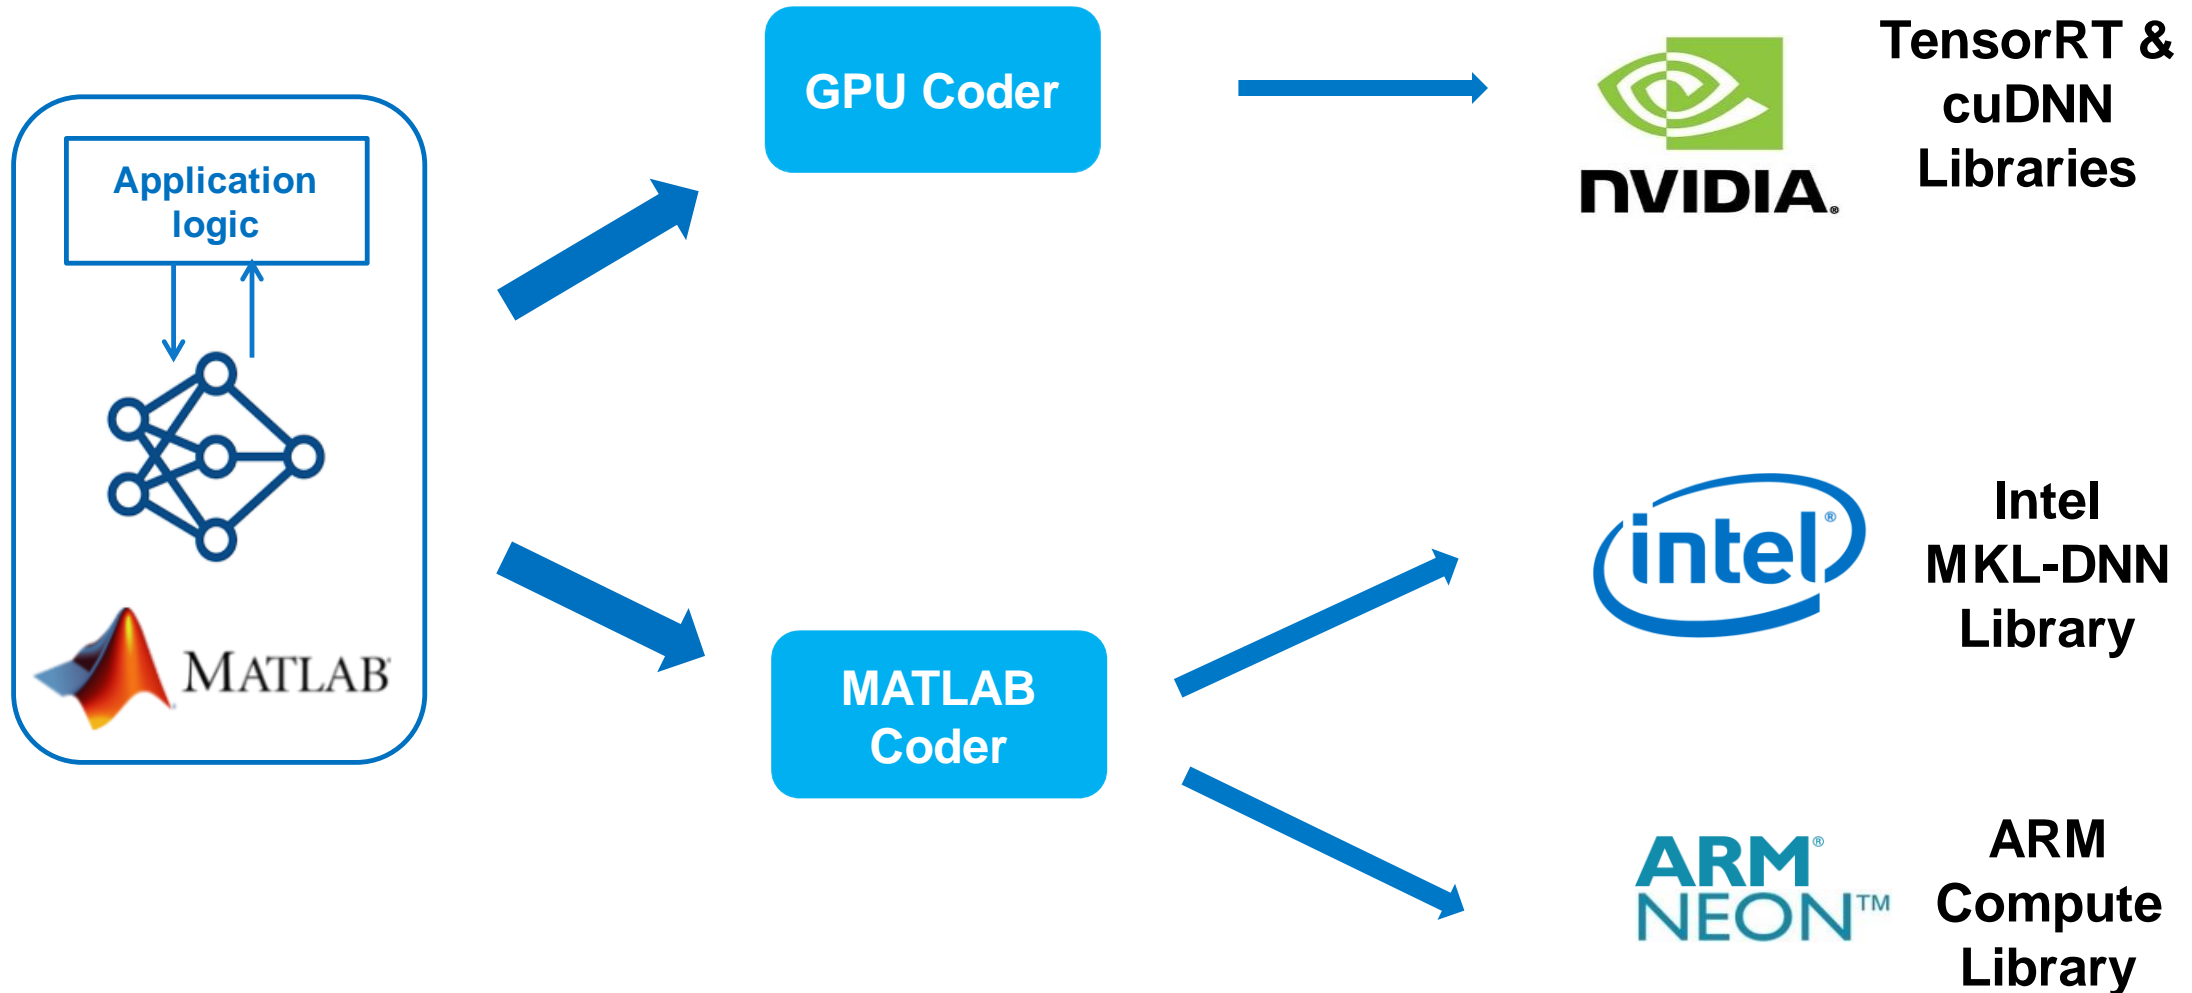 Application
logic
MATLAB
GPU Coder
MATLAB
Coder
NVIDIA®
TensorRT &
cuDNN
Libraries
intel®
Intel
MKL-DNN
Library
ARM®
NEON™
ARM
Compute
Library